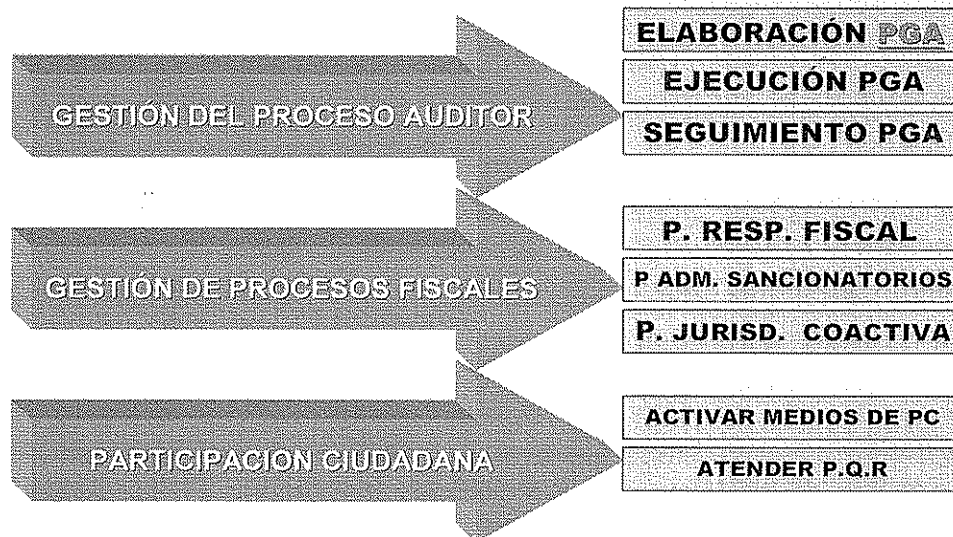 ELABORACIÓN PGA
EJECUCIÓN PGA
GESTIÓN DEL PROCESO AUDITOR
SEGUIMIENTO PGA
P. RESP. FISCAL
GESTIÓN DE PROCESOS FISCALES
P ADM. SANCIONATORIOS
P. JURISD. COACTIVA
PARTICIPACION CIUDADANA
ACTIVAR MEDIOS DE PC
ATENDER P.Q.R